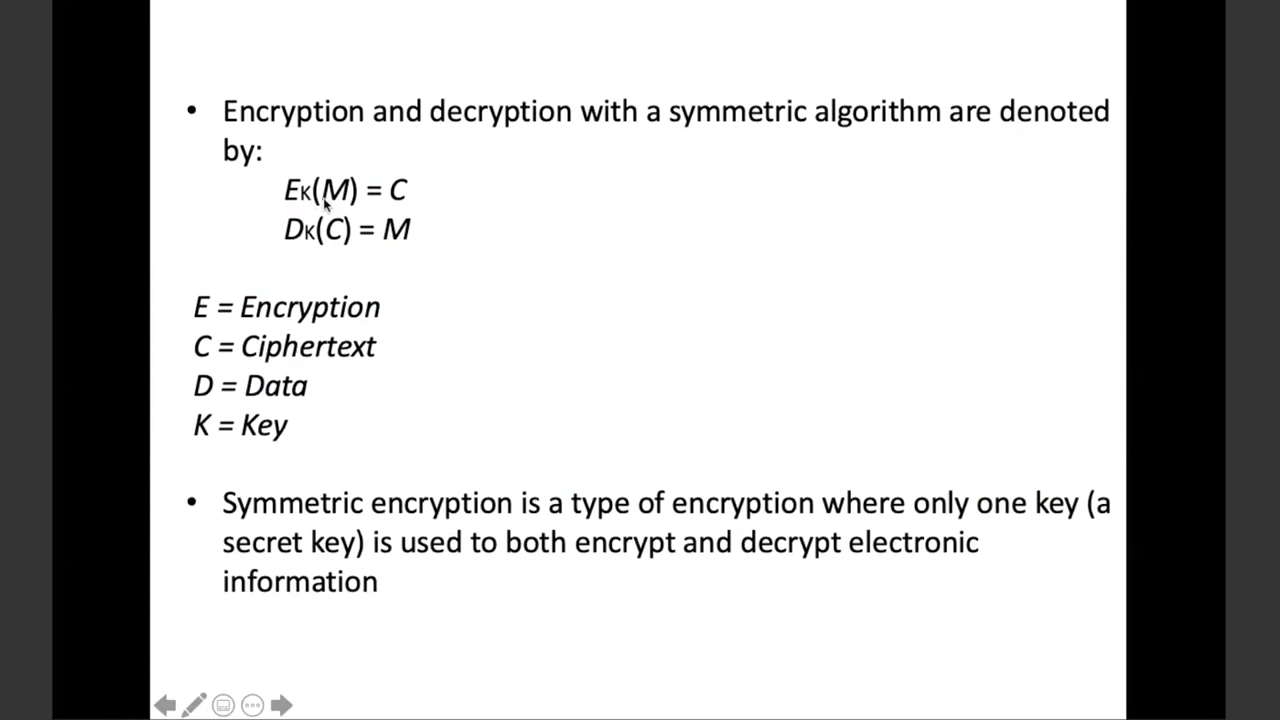 • Encryption and decryption with a symmetric algorithm are denoted
by:
EK(M) = C
DK(C) = M
E = Encryption
C = Ciphertext
D = Data
K = Key
• Symmetric encryption is a type of encryption where only one key (a
secret key) is used to both encrypt and decrypt electronic
information